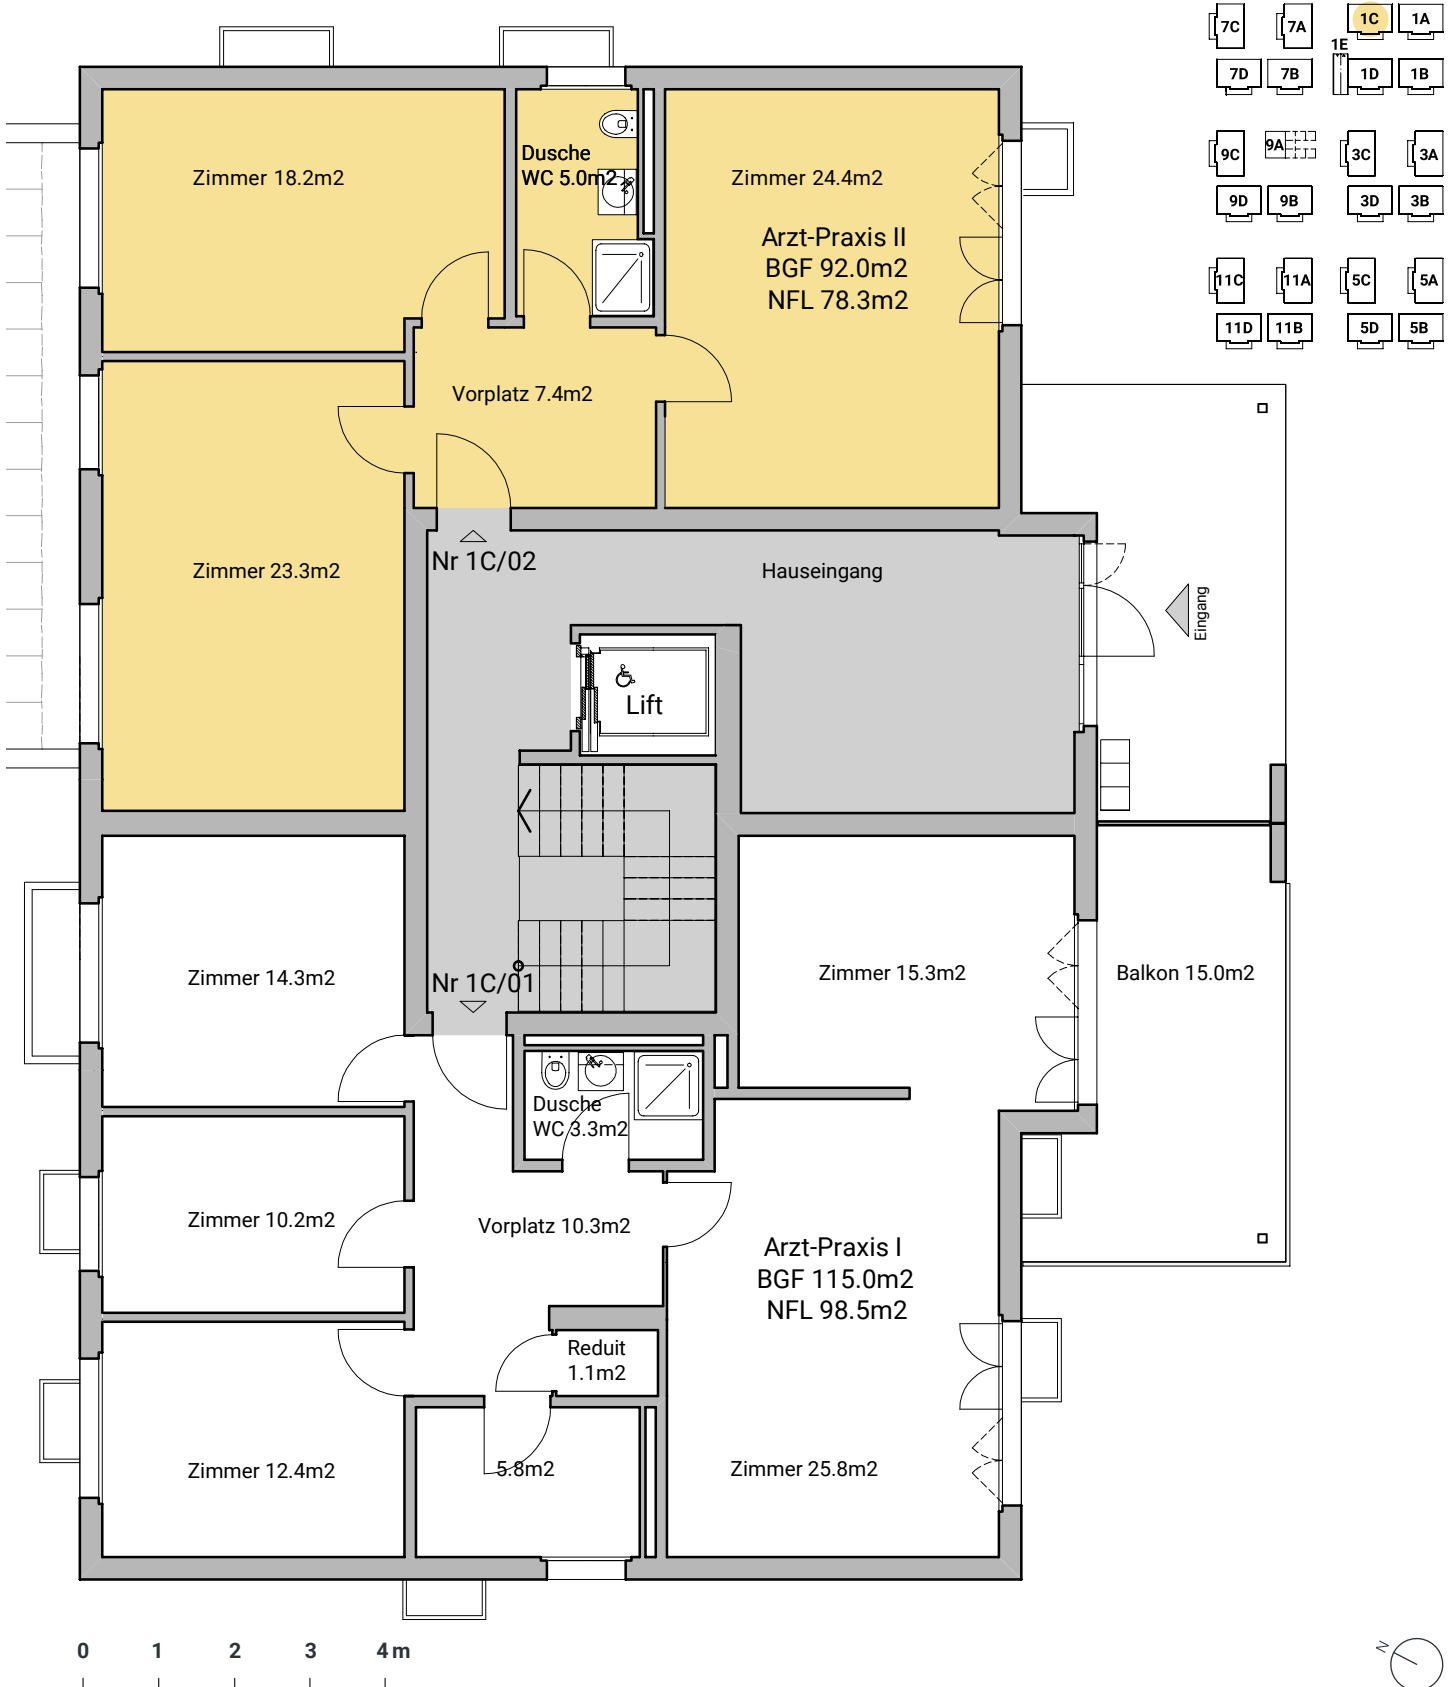 7C 7A 1C 1A
1E
7D 7B 1D 1B
9C 9A 3C 3A
9D 9B 3D 3B
11C 11A 5C 5A
11D 11B 5D 5B
Zimmer 18.2m2
Dusche
WC 5.0m2
Zimmer 24.4m2
Arzt-Praxis II
BGF 92.0m2
NFL 78.3m2
Vorplatz 7.4m2
Nr 1C/02
Zimmer 23.3m2
Hauseingang
Eingang
Lift
Nr 1C/01
Zimmer 14.3m2
Zimmer 15.3m2
Balkon 15.0m2
Dusche
WC 3.3m2
Zimmer 10.2m2
Vorplatz 10.3m2
Arzt-Praxis I
BGF 115.0m2
NFL 98.5m2
Reduit
1.1m2
Zimmer 12.4m2
5.8m2
Zimmer 25.8m2
0 1 2 3 4 m
N